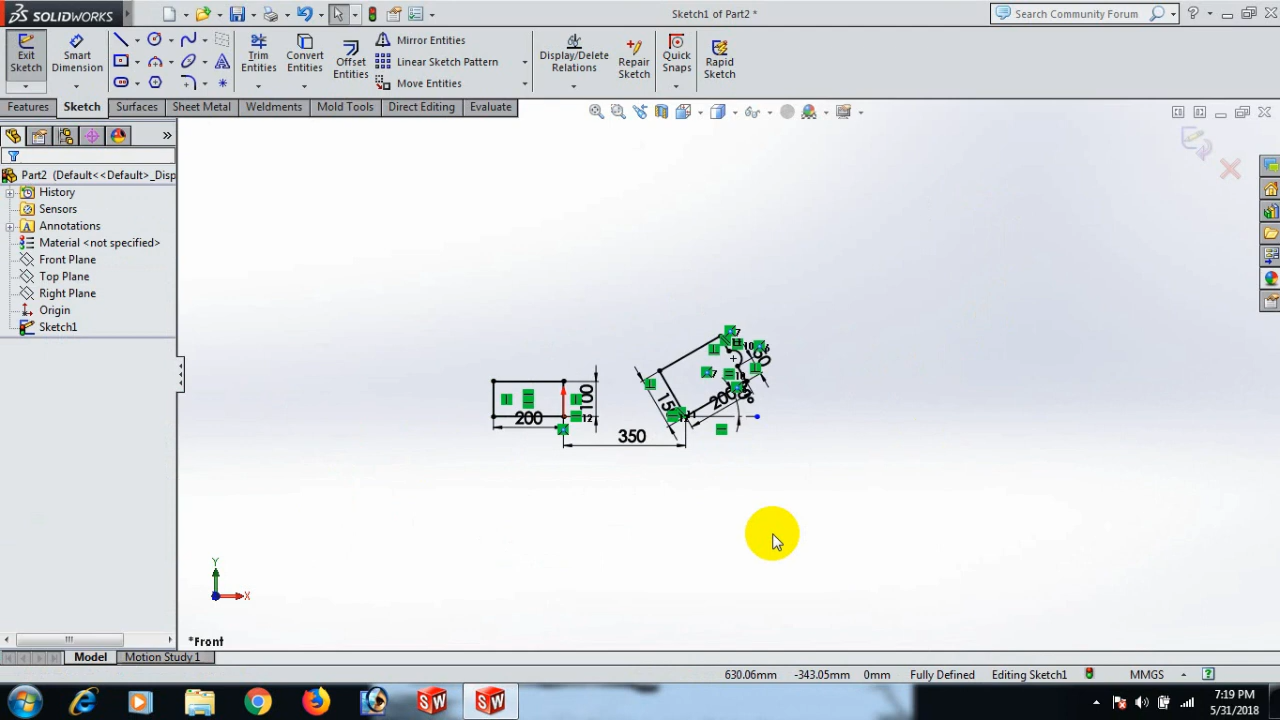 SOLIDWORKS
Sketch1 of Part2 *
Search Community Forum
Exit Sketch
Smart Dimension
Trim Entities
Convert Entities
Offset Entities
Mirror Entities
Linear Sketch Pattern
Move Entities
Display/Delete Relations
Repair Sketch
Quick Snaps
Rapid Sketch
Features
Sketch
Surfaces
Sheet Metal
Weldments
Mold Tools
Direct Editing
Evaluate
Part2 (Default<<Default>_Disp
History
Sensors
Annotations
Material <not specified>
Front Plane
Top Plane
Right Plane
Origin
Sketch1
200
100
350
12
Y
X
*Front
Model
Motion Study 1
630.06mm
-343.05mm
0mm
Fully Defined
Editing Sketch1
MMGS
7:19 PM
5/31/2018